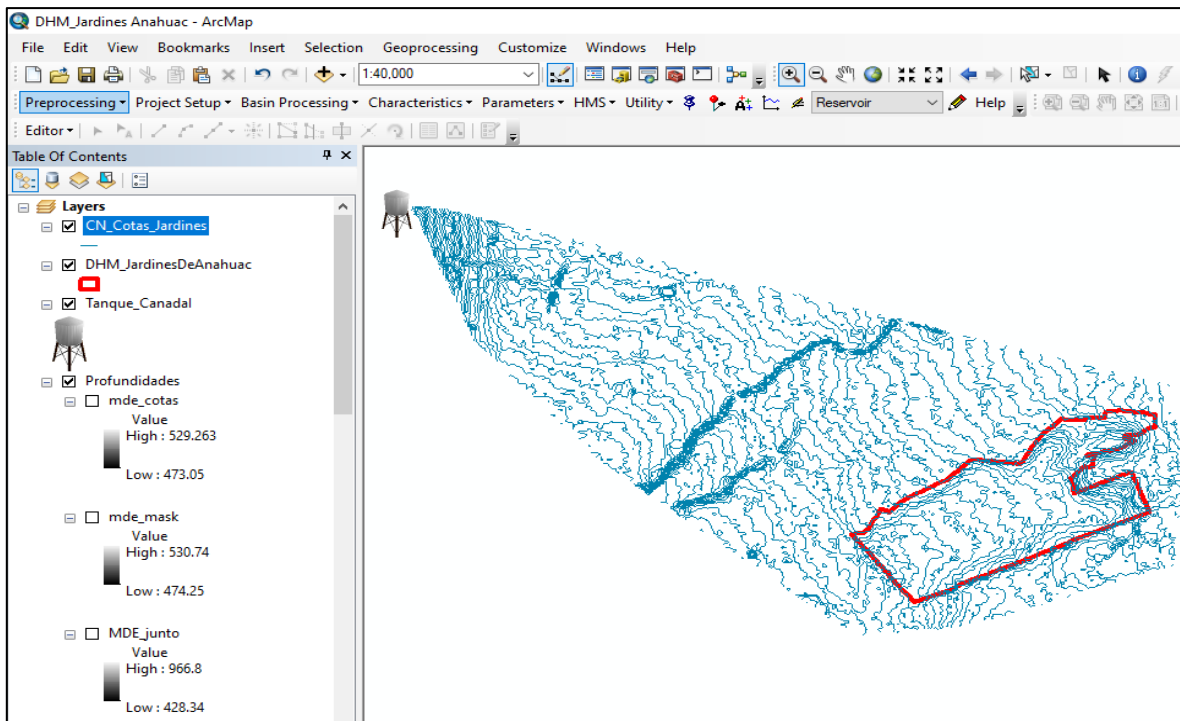 DHM_Jardines Anahuac - ArcMap
File Edit View Bookmarks Insert Selection Geoprocessing Customize Windows Help
1:40,000
Preprocessing Project Setup Basin Processing Characteristics Parameters HMS Utility Reservoir Help
Editor
Table Of Contents
Layers
CN_Cotas_Jardines
DHM_JardinesDeAnahuac
Tanque_Canadal
Profundidades
mde_cotas
Value
High : 529.263
Low : 473.05
mde_mask
Value
High : 530.74
Low : 474.25
MDE_junto
Value
High : 966.8
Low : 428.34